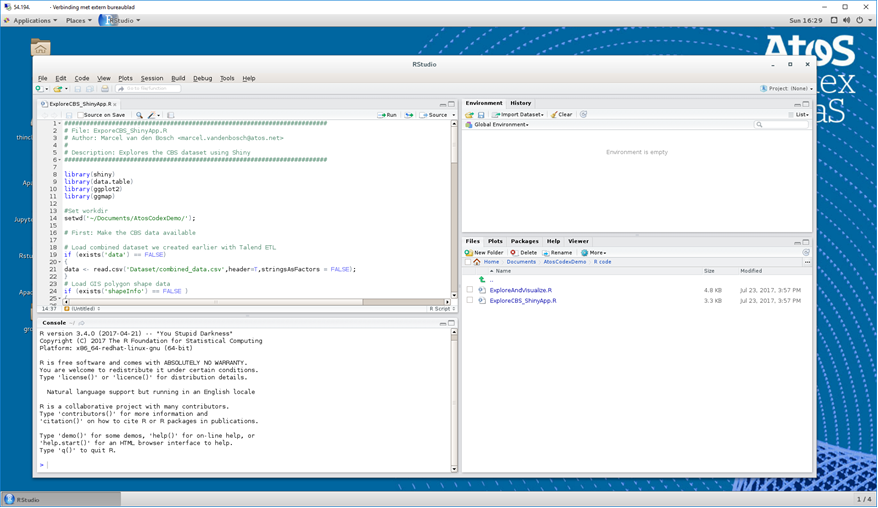 54.194. - Verbinding met extern bureaublad
Applications Places RStudio Sun 16:29
Atos
RStudio
File Edit Code View Plots Session Build Debug Tools Help
Go to file/function Project: (None)
ExploreCBS_ShinyApp.R
Source on Save Run Source
1 ################################################################
2 # File: ExporeCBS_ShinyApp.R
3 # Author: Marcel van den Bosch <marcel.vandenbosch@atos.net>
4 #
5 # Description: Explores the CBS dataset using Shiny
6 ################################################################
7
8 library(shiny)
9 library(data.table)
10 library(ggplot2)
11 library(ggmap)
12
13 #Set workdir
14 setwd('~/Documents/AtosCodexDemo/');
15
16 # First: Make the CBS data available
17
18 # Load combined dataset we created earlier with Talend ETL
19 if (exists('data') == FALSE)
20 {
21 data <- read.csv('Dataset/combined_data.csv',header=T,stringsAsFactors = FALSE);
22 }
23 # Load GIS polygon shape data
24 if (exists('shapeInfo') == FALSE )
25
14:37 (Untitled) R Script
Console ~/
R version 3.4.0 (2017-04-21) -- "You Stupid Darkness"
Copyright (C) 2017 The R Foundation for Statistical Computing
Platform: x86_64-redhat-linux-gnu (64-bit)
R is free software and comes with ABSOLUTELY NO WARRANTY.
You are welcome to redistribute it under certain conditions.
Type 'license()' or 'licence()' for distribution details.
Natural language support but running in an English locale
R is a collaborative project with many contributors.
Type 'contributors()' for more information and
'citation()' on how to cite R or R packages in publications.
Type 'demo()' for some demos, 'help()' for on-line help, or
'help.start()' for an HTML browser interface to help.
Type 'q()' to quit R.
>
Environment History
Import Dataset Clear List
Global Environment
Environment is empty
Files Plots Packages Help Viewer
New Folder Delete Rename More
Home Documents AtosCodexDemo R code
Name Size Modified
..
ExploreAndVisualize.R 4.8 KB Jul 23, 2017, 3:57 PM
ExploreCBS_ShinyApp.R 3.3 KB Jul 23, 2017, 3:57 PM
RStudio 1 / 4